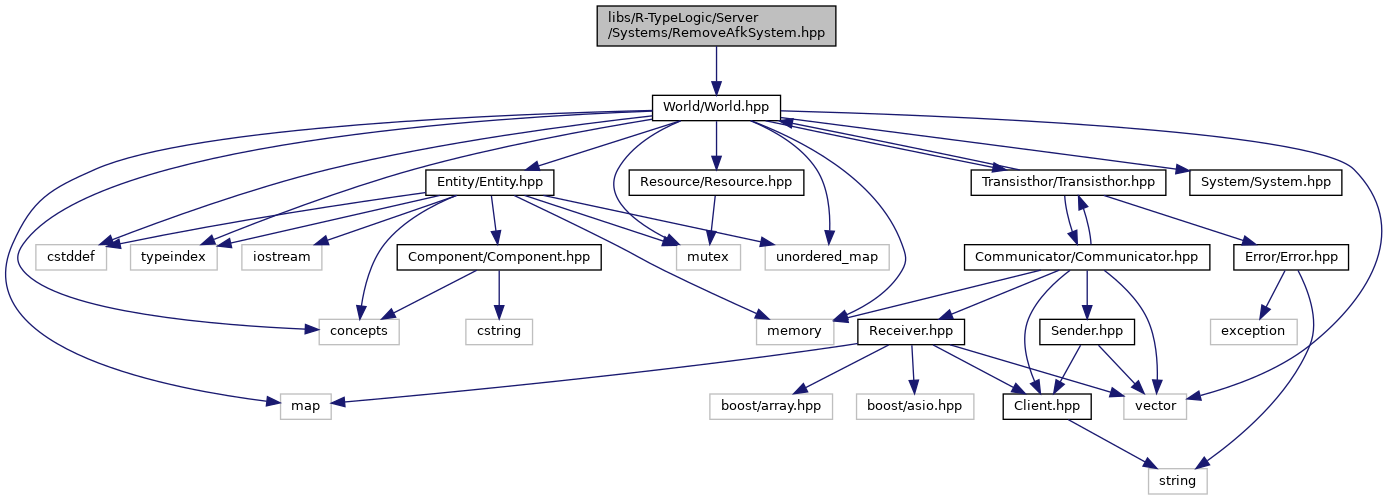 libs/R-TypeLogic/Server
/Systems/RemoveAfkSystem.hpp
World/World.hpp
Entity/Entity.hpp
Resource/Resource.hpp
Transisthor/Transisthor.hpp
System/System.hpp
cstddef
typeindex
iostream
Component/Component.hpp
mutex
unordered_map
Communicator/Communicator.hpp
Error/Error.hpp
concepts
cstring
memory
Receiver.hpp
Sender.hpp
exception
map
boost/array.hpp
boost/asio.hpp
Client.hpp
vector
string